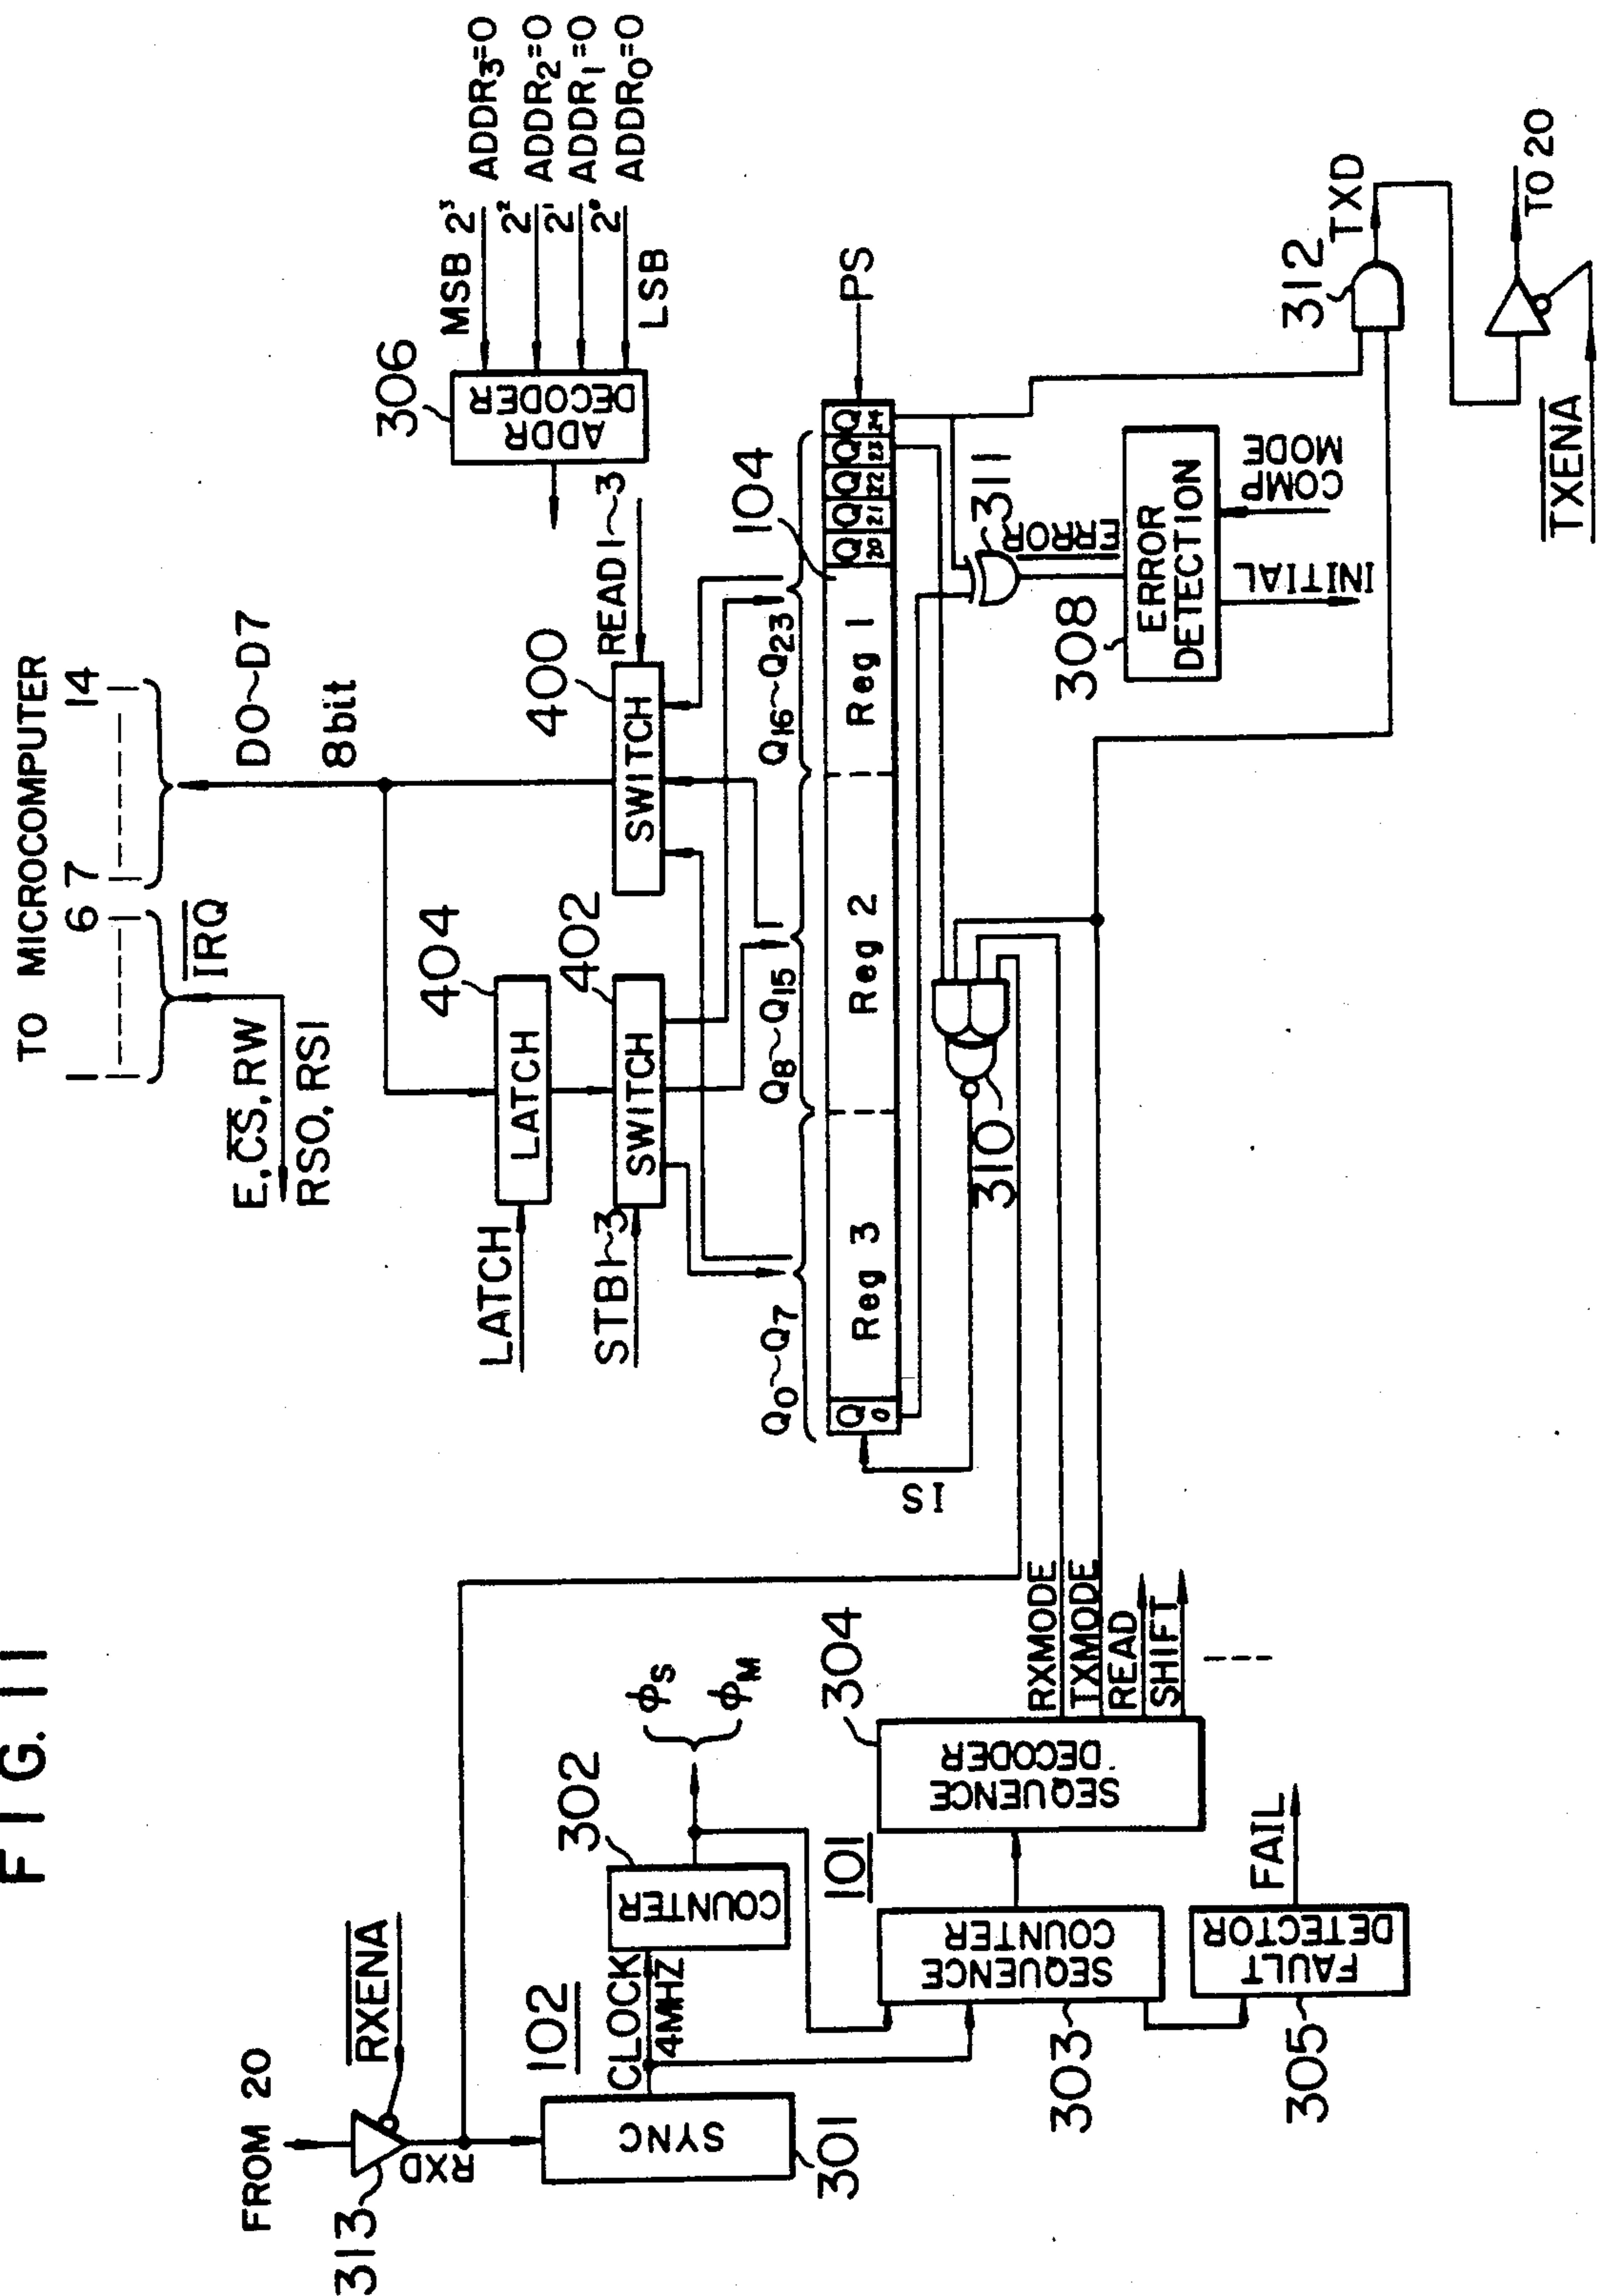 FIG. 11
TO MICROCOMPUTER
1 6 7 14
IRQ
E, CS, RW
RS0, RS1
D0~D7
8bit
404
LATCH
LATCH
402
SWITCH
STB1~3
400
SWITCH
READ1~3
306
ADDR
DECODER
MSB 2³ ADDR₃=0
2² ADDR₂=0
2¹ ADDR₁=0
2⁰ ADDR₀=0
LSB
FROM 20
313
RXENA
RXD
102
SYNC
301
CLOCK
4MHZ
302
COUNTER
φS
φM
101
303
SEQUENCE
COUNTER
304
SEQUENCE
DECODER
RXMODE
TXMODE
READ
SHIFT
305
FAULT
DETECTOR
FAIL
Q₀~Q₇
Q₈~Q₁₅
Q₁₆~Q₂₃
104
Q₀
Reg 3
Reg 2
Reg 1
Q₂₀
Q₂₁
Q₂₂
Q₂₃
Q₂₄
PS
IS
310
311
ERROR
308
ERROR
DETECTION
INITIAL
COMP
MODE
312
TXD
TXENA
TO 20